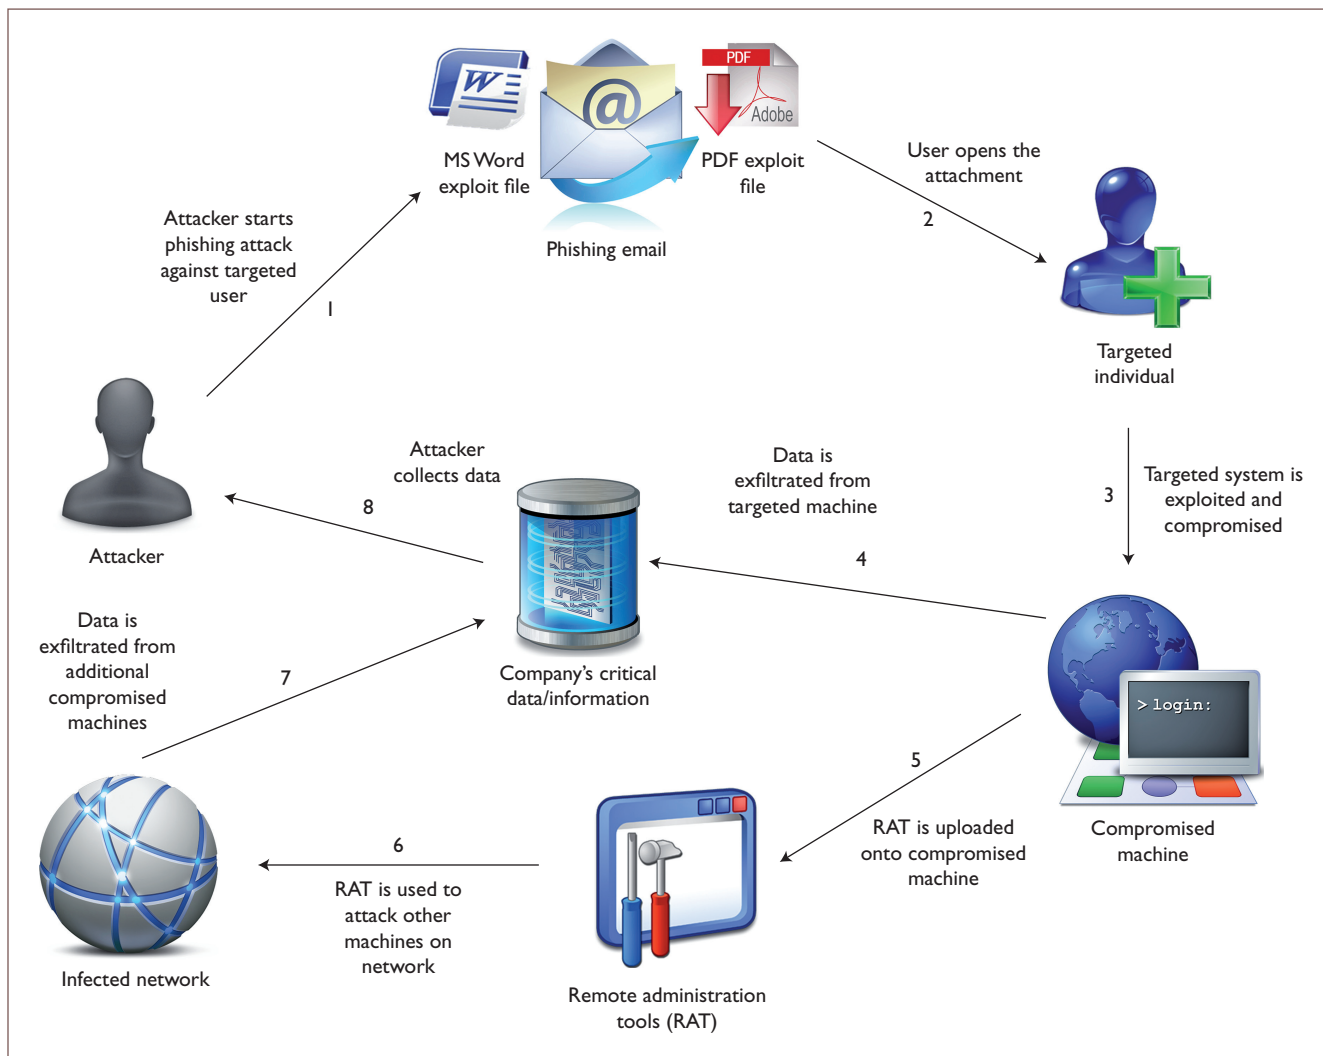 W
@
PDF
Adobe
MS Word
exploit file
PDF exploit
file
Phishing email
User opens the
attachment
2
Attacker starts
phishing attack
against targeted
user
1
Targeted
individual
Attacker
Attacker
collects data
8
Data is
exfiltrated from
targeted machine
4
3
Targeted system is
exploited and
compromised
Data is
exfiltrated from
additional
compromised
machines
7
Company's critical
data/information
> login:
Compromised
machine
5
RAT is uploaded
onto compromised
machine
6
RAT is used to
attack other
machines on
network
Infected network
Remote administration
tools (RAT)